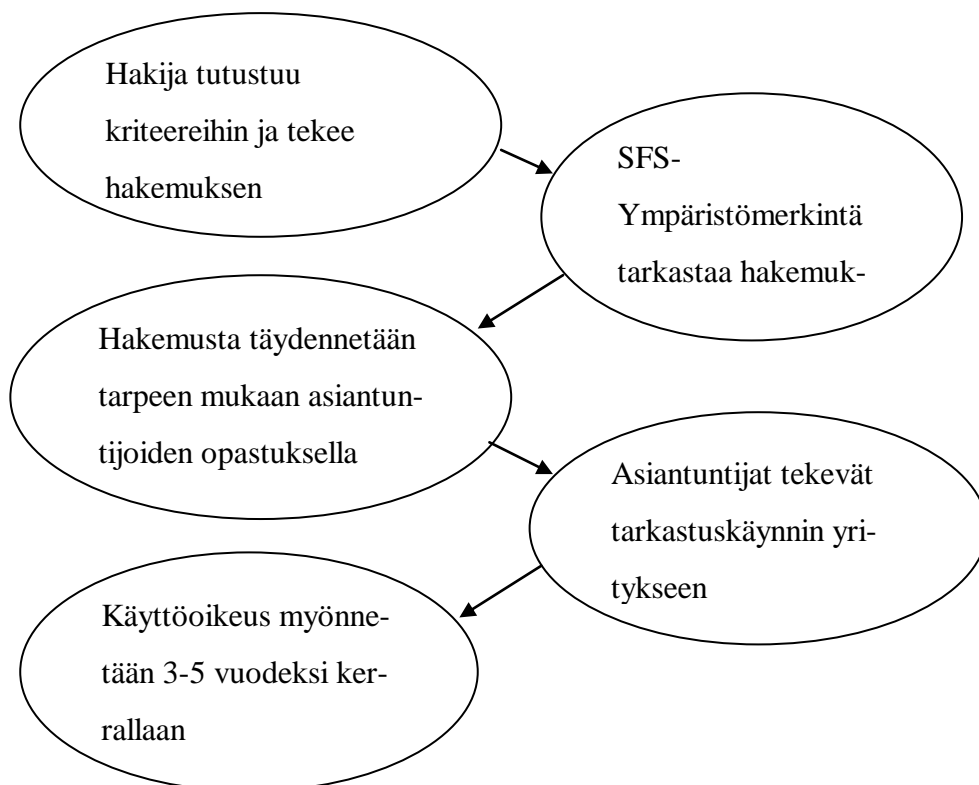 Hakija tutustuu
kriteereihin ja tekee
hakemuksen
SFS-
Ympäristömerkintä
tarkastaa hakemuk-
Hakemusta täydennetään
tarpeen mukaan asiantun-
tijoiden opastuksella
Asiantuntijat tekevät
tarkastuskäynnin yri-
tykseen
Käyttöoikeus myönne-
tään 3-5 vuodeksi ker-
rallaan